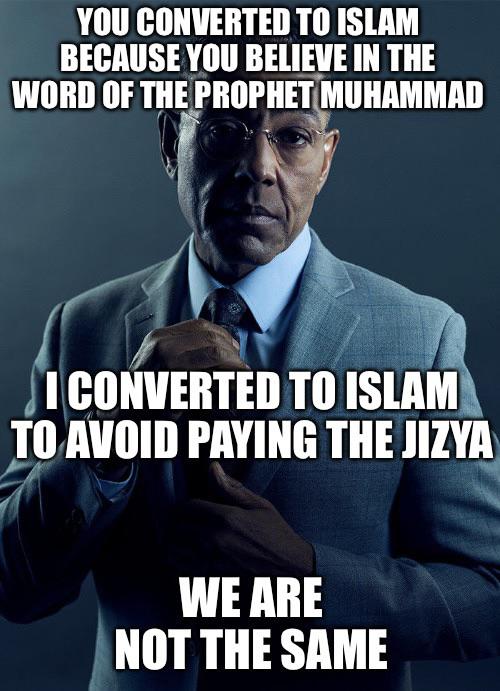 YOU CONVERTED TO ISLAM
BECAUSE YOU BELIEVE IN THE
WORD OF THE PROPHET MUHAMMAD
I CONVERTED TO ISLAM
TO AVOID PAYING THE JIZYA
WE ARE
NOT THE SAME